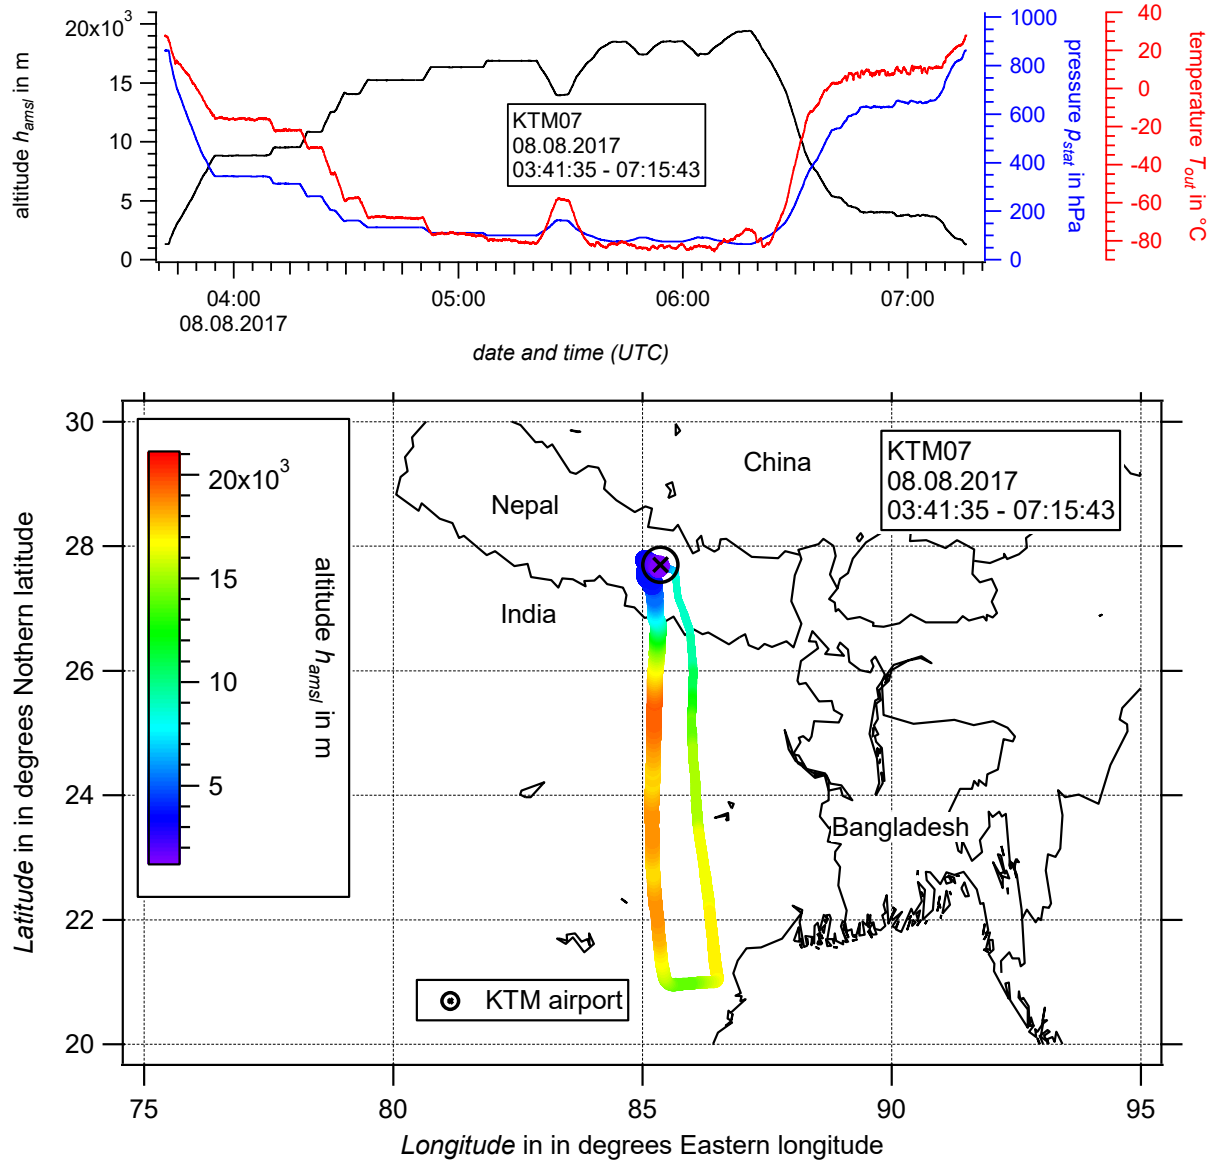 altitude h_amsl in m
20x10³
15
10
5
0
KTM07
08.08.2017
03:41:35 - 07:15:43
1000
800
600
400
200
0
pressure p_stat in hPa
40
20
0
-20
-40
-60
-80
temperature T_out in °C
04:00
05:00
06:00
07:00
08.08.2017
date and time (UTC)
Latitude in in degrees Nothern latitude
30
28
26
24
22
20
20x10³
15
10
5
altitude h_amsl in m
China
Nepal
India
Bangladesh
KTM07
08.08.2017
03:41:35 - 07:15:43
KTM airport
75
80
85
90
95
Longitude in in degrees Eastern longitude